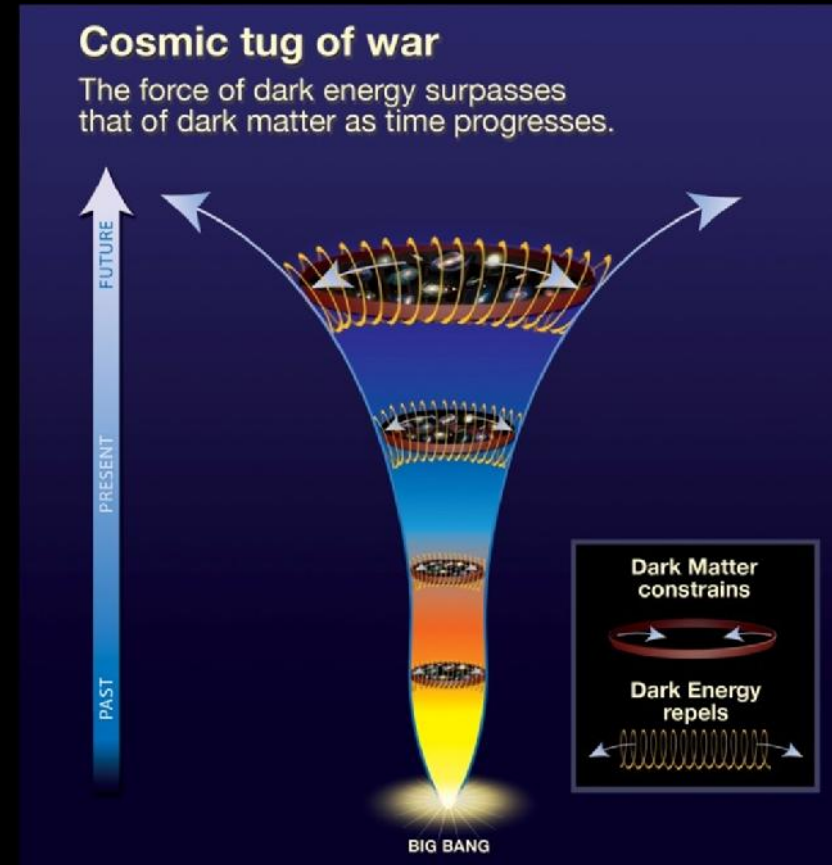 Cosmic tug of war
The force of dark energy surpasses
that of dark matter as time progresses.
FUTURE
PRESENT
PAST
Dark Matter
constrains
Dark Energy
repels
BIG BANG